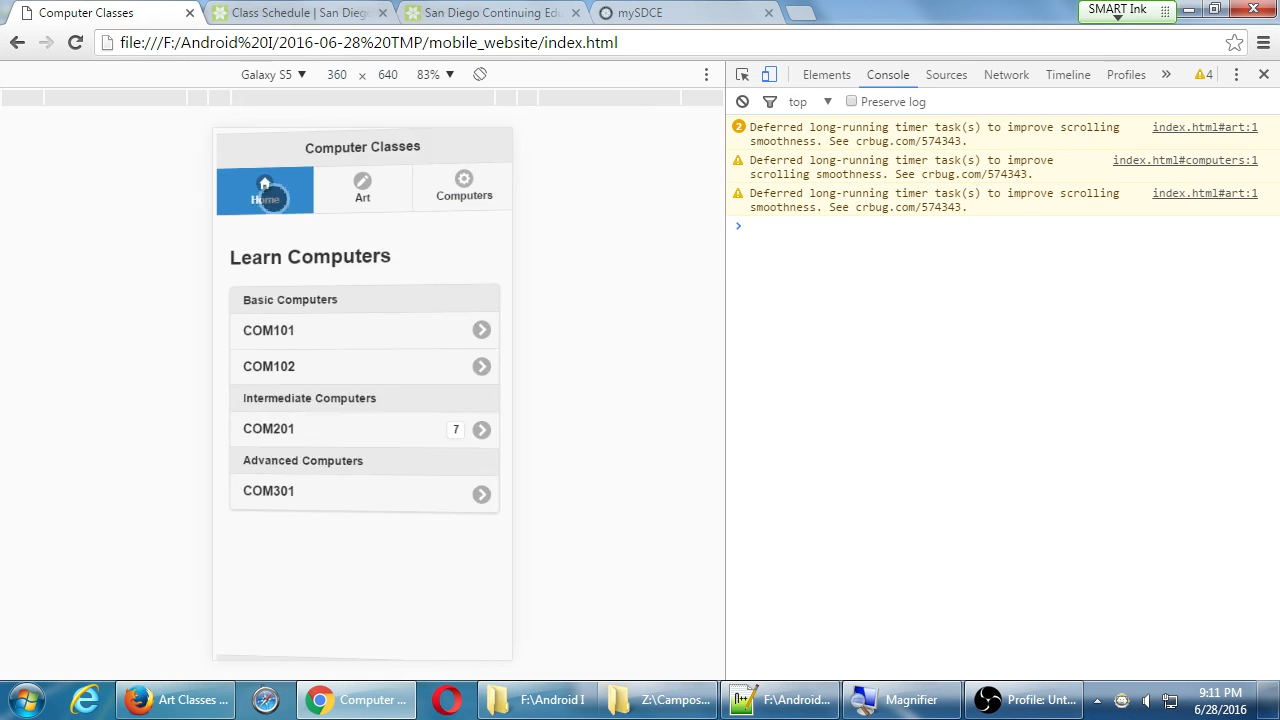 Computer Classes
Class Schedule | San Dieg
San Diego Continuing Edu
mySDCE
SMART Ink
file:///F:/Android%20I/2016-06-28%20TMP/mobile_website/index.html
Galaxy S5 ▼ 360 x 640 83% ▼
Elements Console Sources Network Timeline Profiles » 4
top ▼ Preserve log
2 Deferred long-running timer task(s) to improve scrolling index.html#art:1
smoothness. See crbug.com/574343.
Deferred long-running timer task(s) to improve index.html#computers:1
scrolling smoothness. See crbug.com/574343.
Deferred long-running timer task(s) to improve scrolling index.html#art:1
smoothness. See crbug.com/574343.
>
Computer Classes
Home Art Computers
Learn Computers
Basic Computers
COM101
COM102
Intermediate Computers
COM201 7
Advanced Computers
COM301
Art Classes ...
Computer ...
F:\Android I
Z:\Campos...
F:\Android...
Magnifier
Profile: Unt...
9:11 PM
6/28/2016